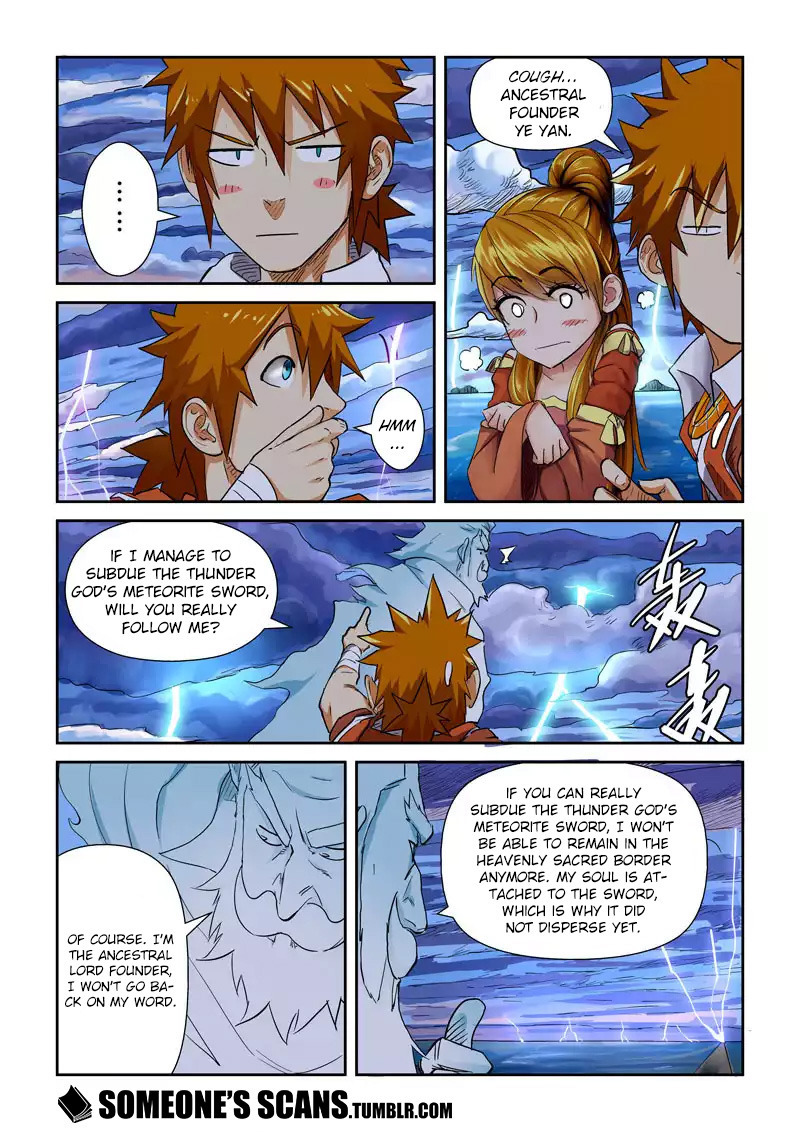 ......
COUGH...
ANCESTRAL
FOUNDER
YE YAN.
HMM
...
IF I MANAGE TO
SUBDUE THE THUNDER
GOD'S METEORITE SWORD,
WILL YOU REALLY
FOLLOW ME?
轰
轰
OF COURSE. I'M
THE ANCESTRAL
LORD FOUNDER,
I WON'T GO BA-
CK ON MY WORD.
IF YOU CAN REALLY
SUBDUE THE THUNDER GOD'S
METEORITE SWORD, I WON'T
BE ABLE TO REMAIN IN THE
HEAVENLY SACRED BORDER
ANYMORE. MY SOUL IS AT-
TACHED TO THE SWORD,
WHICH IS WHY IT DID
NOT DISPERSE YET.
SOMEONE'S SCANS.TUMBLR.COM